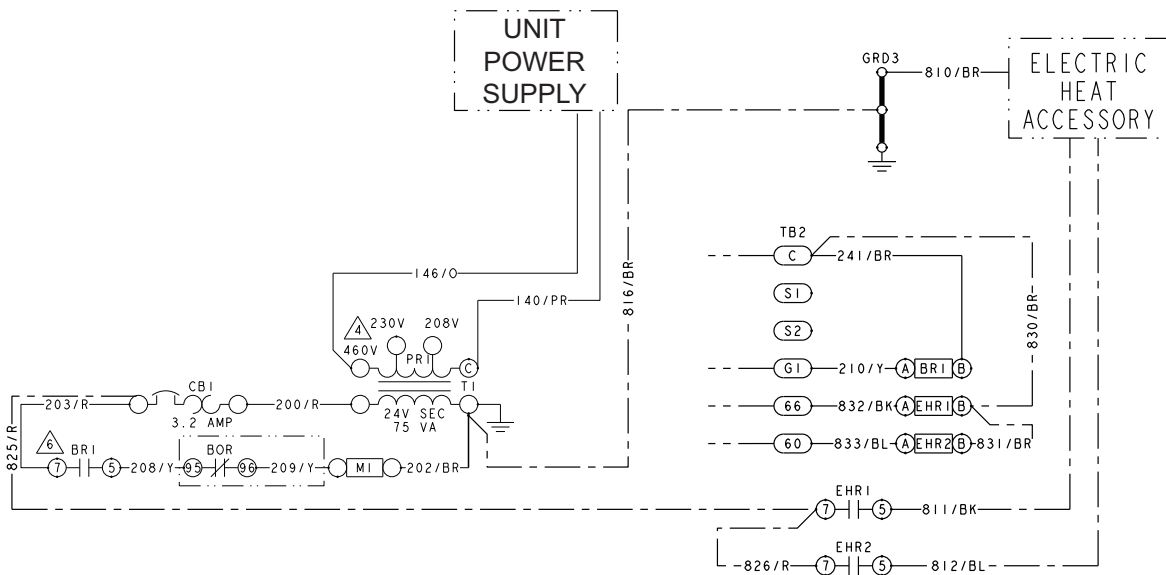 UNIT
POWER
SUPPLY
GRD3
810/BR
ELECTRIC
HEAT
ACCESSORY
TB2
C
241/BR
146/O
816/BR
830/BR
140/PR
S1
S2
4
230V
208V
460V
PR1
C
T1
G1
210/Y
A
BR1
B
203/R
CB1
3.2 AMP
200/R
24V SEC
75 VA
66
832/BK
A
EHR1
B
825/R
6
BR1
7
5
208/Y
BOR
95
96
209/Y
M1
202/BR
60
833/BL
A
EHR2
B
831/BR
EHR1
7
5
811/BK
EHR2
826/R
7
5
812/BL